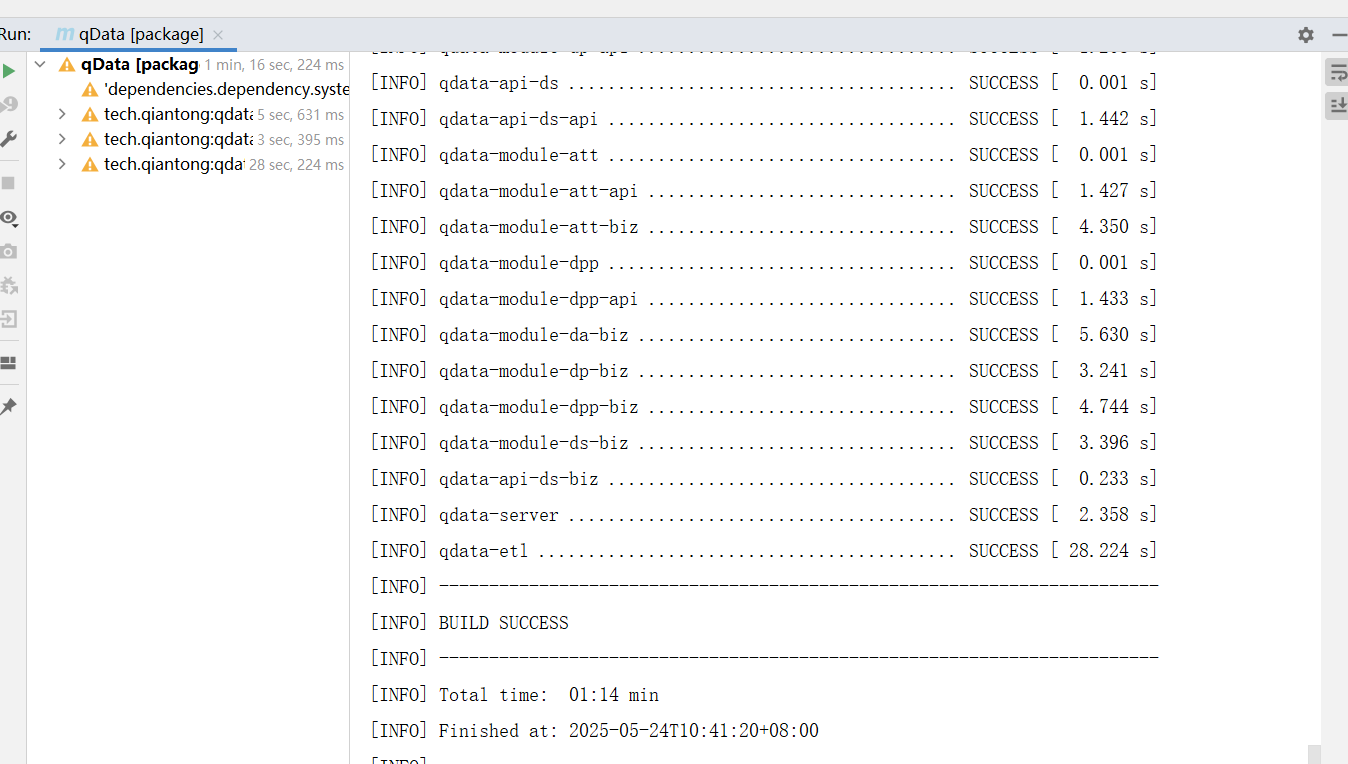 Run:
qData [package]
qData [packag 1 min, 16 sec, 224 ms
'dependencies.dependency.syste
tech.qiantong:qdata 5 sec, 631 ms
tech.qiantong:qdata 3 sec, 395 ms
tech.qiantong:qda 28 sec, 224 ms
[INFO] qdata-api-ds ....................................... SUCCESS [  0.001 s]
[INFO] qdata-api-ds-api ................................... SUCCESS [  1.442 s]
[INFO] qdata-module-att ................................... SUCCESS [  0.001 s]
[INFO] qdata-module-att-api ............................... SUCCESS [  1.427 s]
[INFO] qdata-module-att-biz ............................... SUCCESS [  4.350 s]
[INFO] qdata-module-dpp ................................... SUCCESS [  0.001 s]
[INFO] qdata-module-dpp-api ............................... SUCCESS [  1.433 s]
[INFO] qdata-module-da-biz ................................ SUCCESS [  5.630 s]
[INFO] qdata-module-dp-biz ................................ SUCCESS [  3.241 s]
[INFO] qdata-module-dpp-biz ............................... SUCCESS [  4.744 s]
[INFO] qdata-module-ds-biz ................................ SUCCESS [  3.396 s]
[INFO] qdata-api-ds-biz ................................... SUCCESS [  0.233 s]
[INFO] qdata-server ....................................... SUCCESS [  2.358 s]
[INFO] qdata-etl .......................................... SUCCESS [ 28.224 s]
[INFO] ------------------------------------------------------------------------
[INFO] BUILD SUCCESS
[INFO] ------------------------------------------------------------------------
[INFO] Total time:  01:14 min
[INFO] Finished at: 2025-05-24T10:41:20+08:00